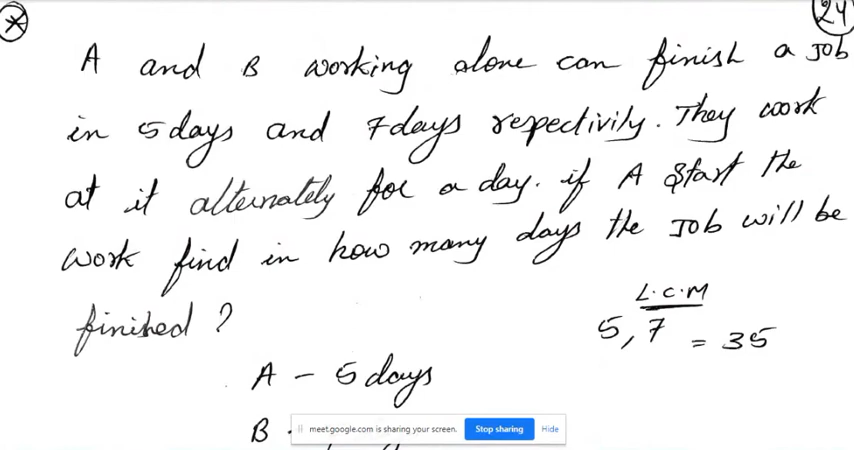 24
A and B working alone can finish a Job
in 5 days and 7 days respectivily. They work
at it alternately for a day. if A start the
work find in how many days the Job will be
finished ?
L.C.M
5, 7 = 35
A - 5 days
B -
meet.google.com is sharing your screen. Stop sharing Hide